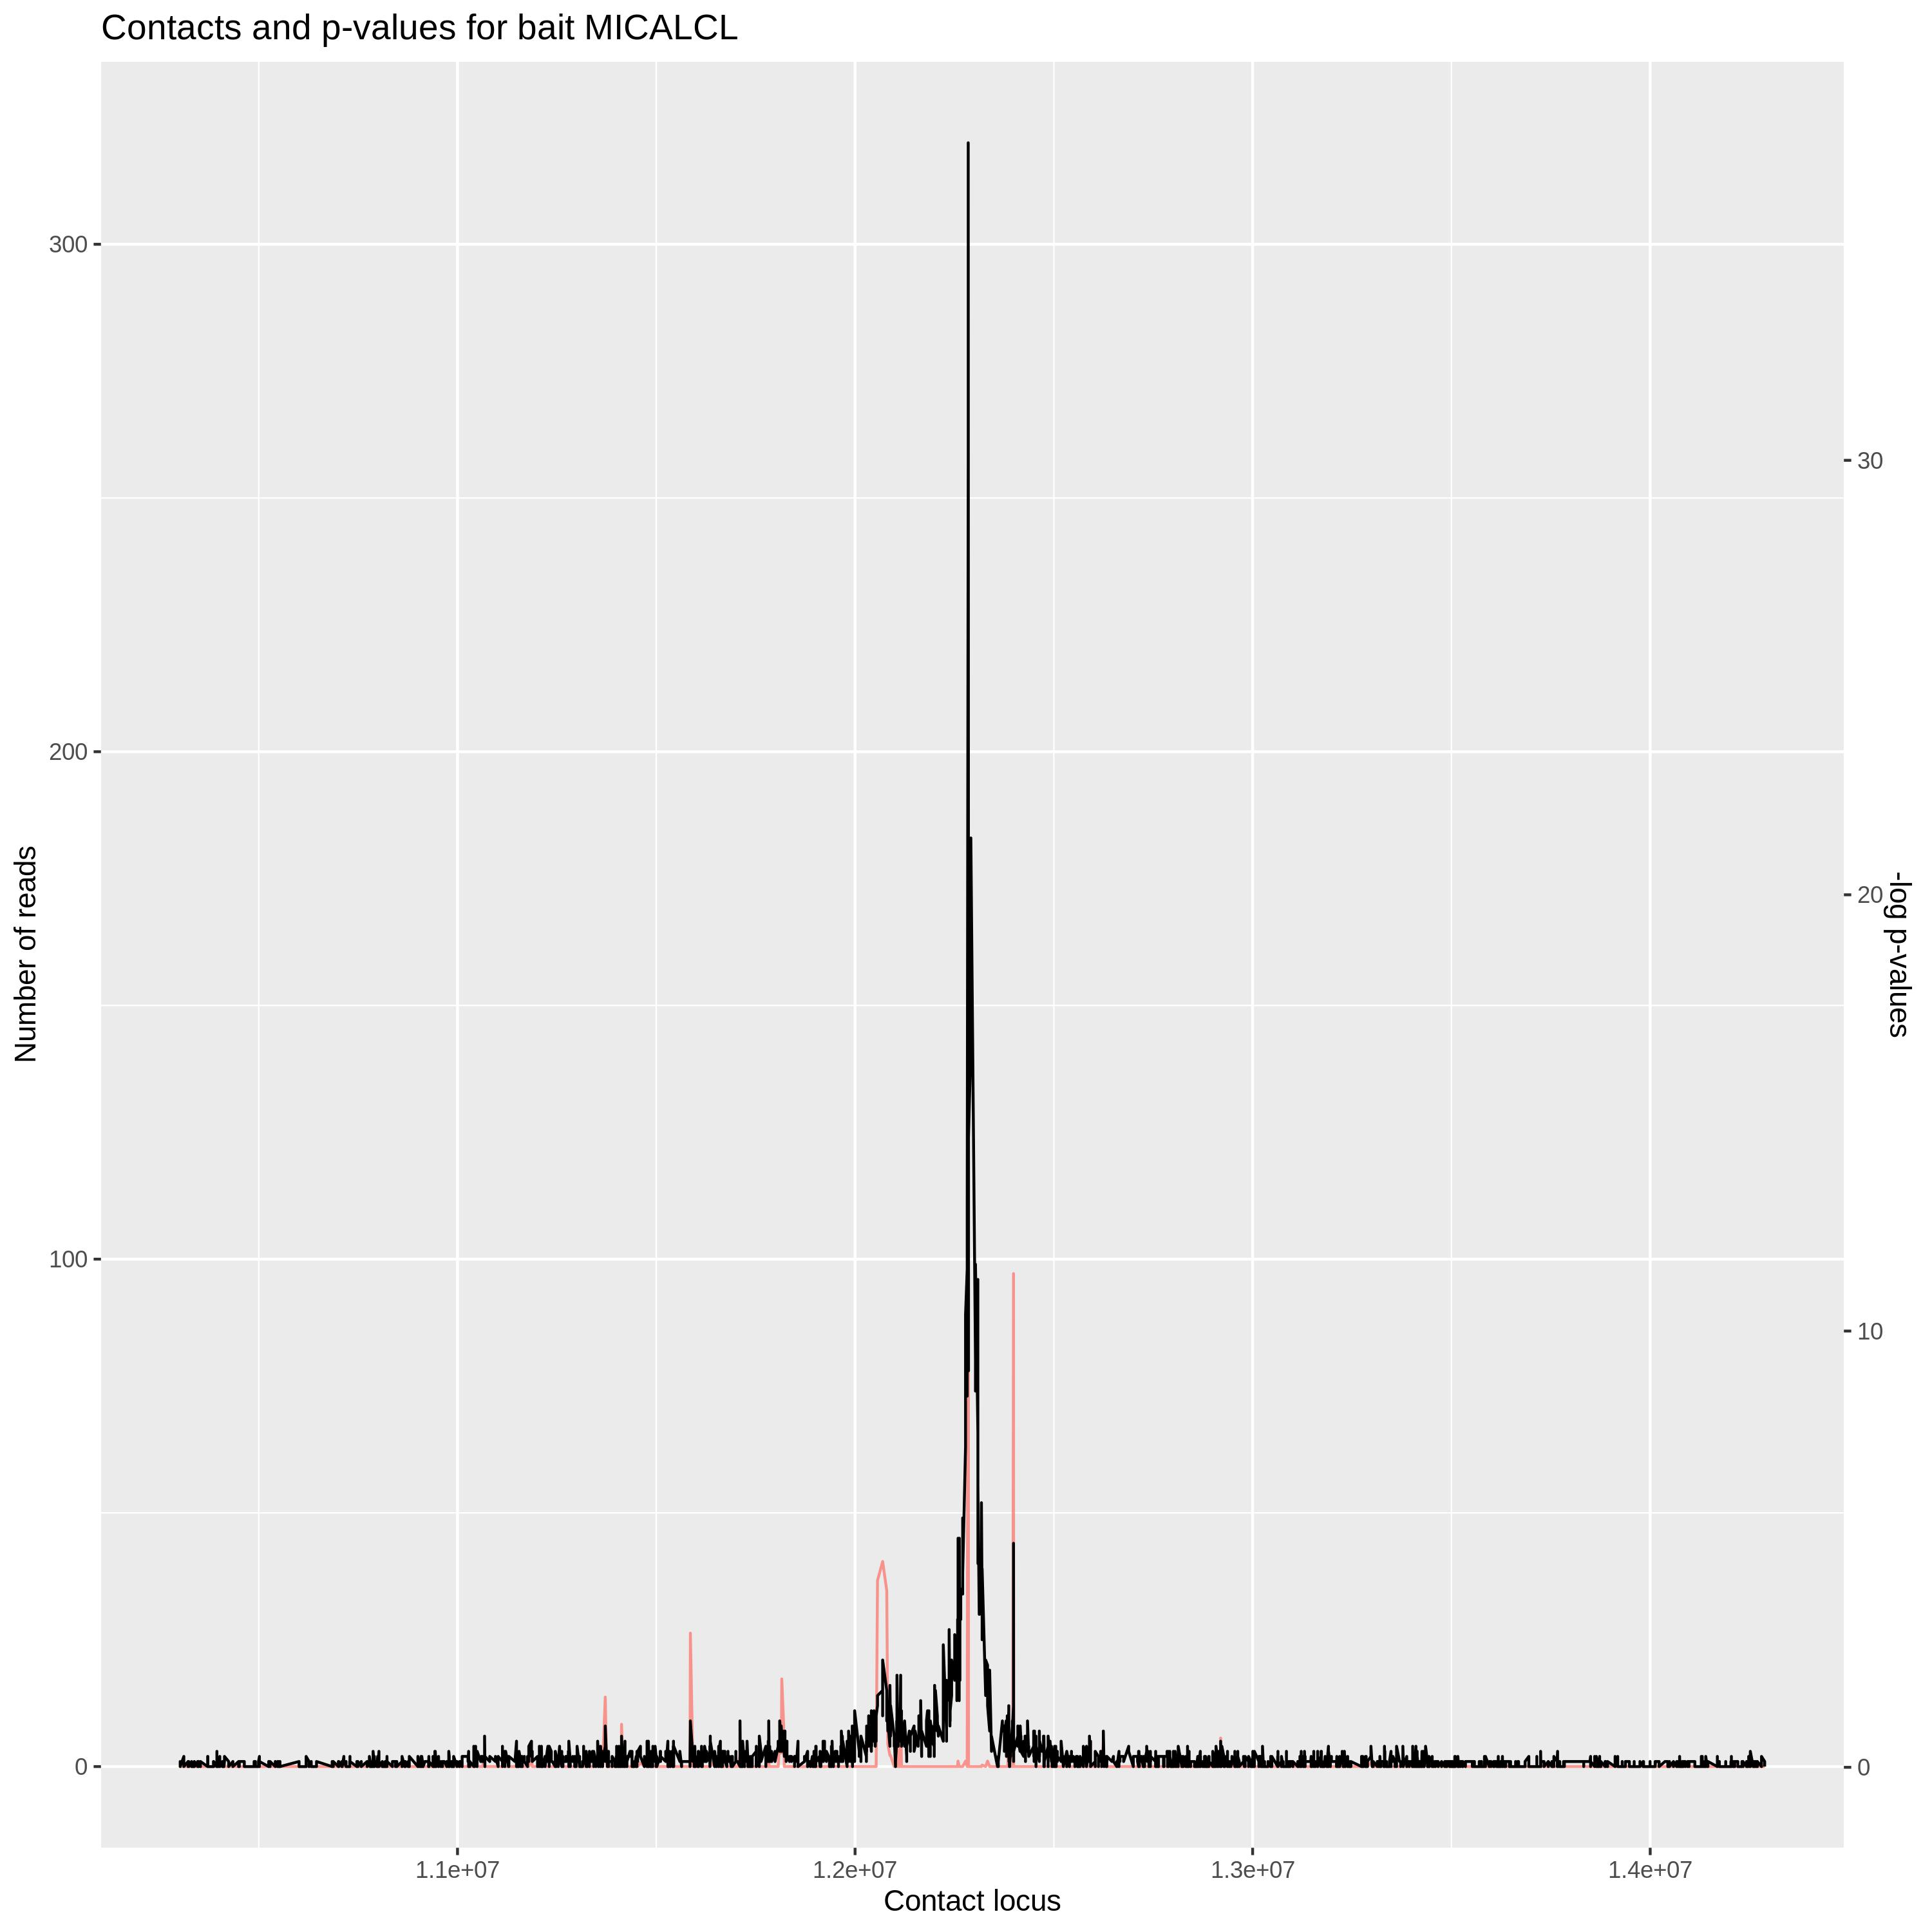 Contacts and p-values for bait MICALCL
300
200
100
0
Number of reads
30
20
10
0
-log p-values
1.1e+07
1.2e+07
1.3e+07
1.4e+07
Contact locus